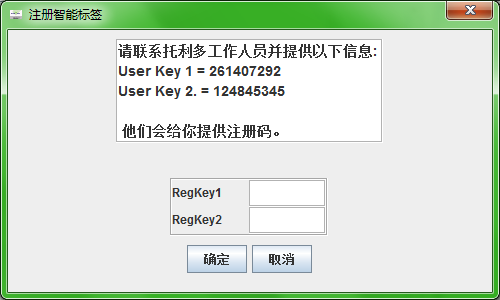 注册智能标签
请联系托利多工作人员并提供以下信息:
User Key 1 = 261407292
User Key 2. = 124845345
他们会给你提供注册码。
RegKey1
RegKey2
确定 取消